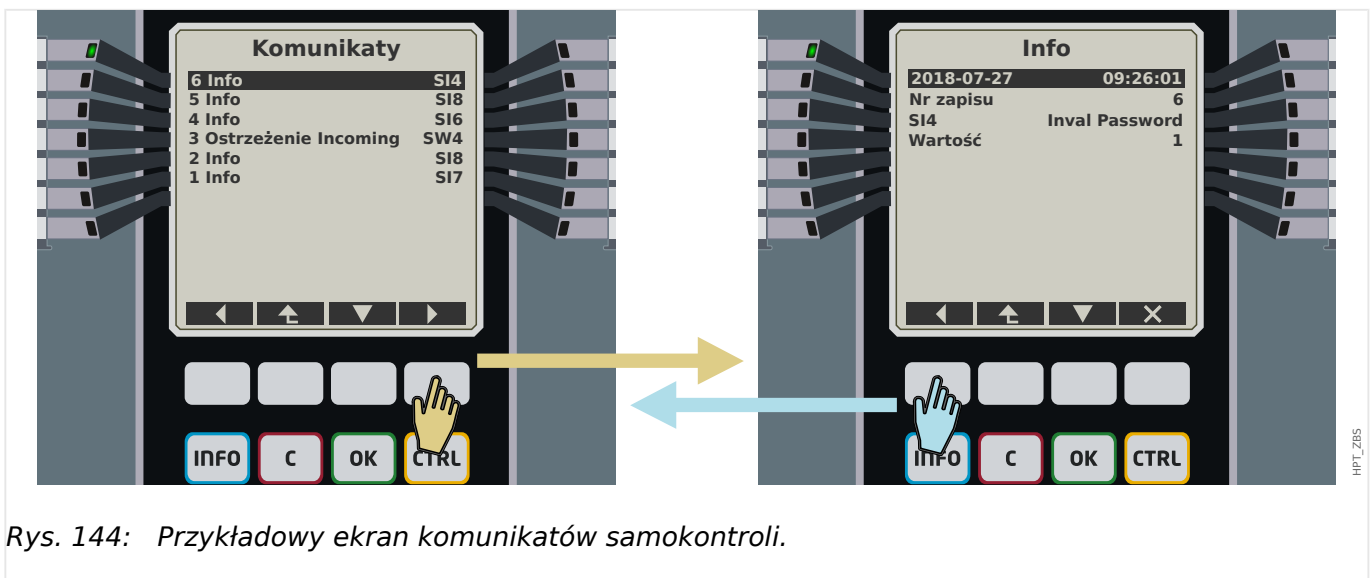 Komunikaty
6 Info SI4
5 Info SI8
4 Info SI6
3 Ostrzeżenie Incoming SW4
2 Info SI8
1 Info SI7
INFO C OK CTRL
Info
2018-07-27 09:26:01
Nr zapisu 6
SI4 Inval Password
Wartość 1
INFO C OK CTRL
HPT_ZBS
Rys. 144: Przykładowy ekran komunikatów samokontroli.